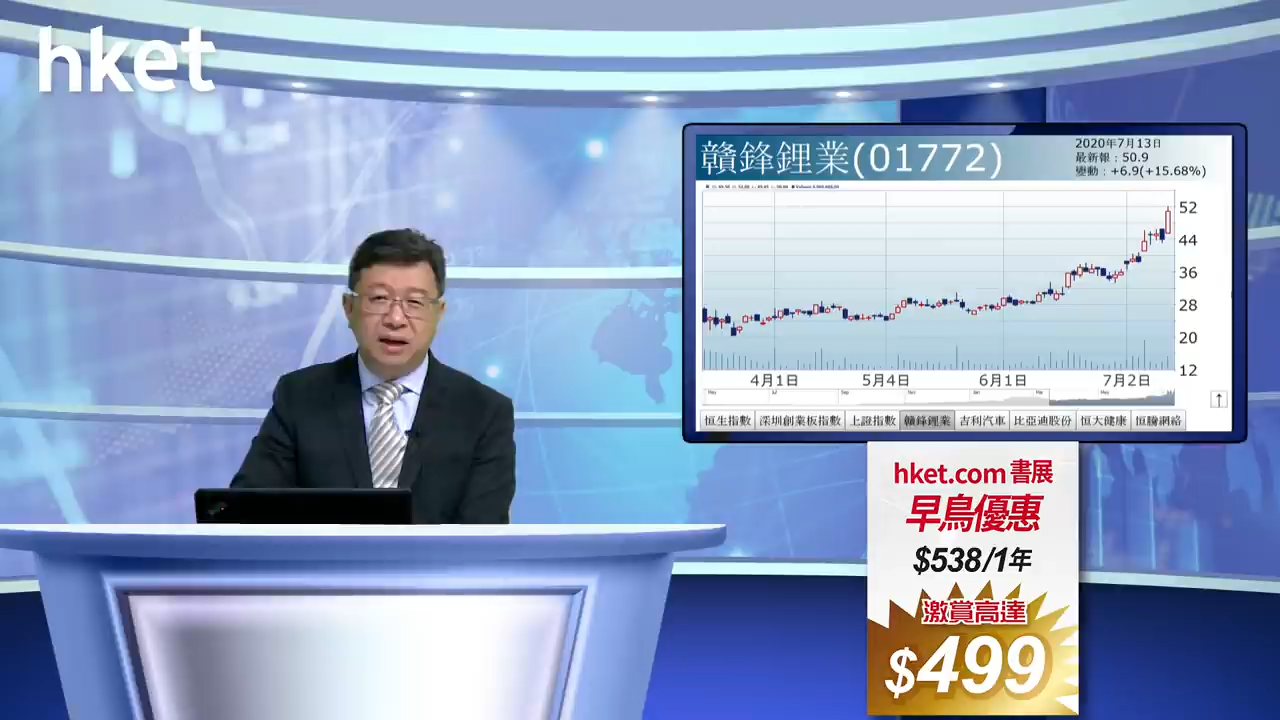 hket
贛鋒鋰業(01772)
2020年7月13日
最新報：50.9
變動：+6.9(+15.68%)
52
44
36
28
20
12
4月1日
5月4日
6月1日
7月2日
恒生指數
深圳創業板指數
上證指數
贛鋒鋰業
吉利汽車
比亞迪股份
恒大健康
恒騰網絡
hket.com 書展
早鳥優惠
$538/1年
激賞高達
$499